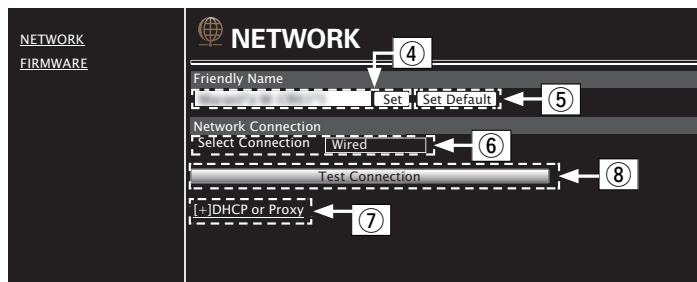 NETWORK
FIRMWARE
NETWORK
④
Friendly Name
Set Set Default ⑤
Network Connection
Select Connection Wired ⑥
Test Connection ⑧
[+]DHCP or Proxy ⑦